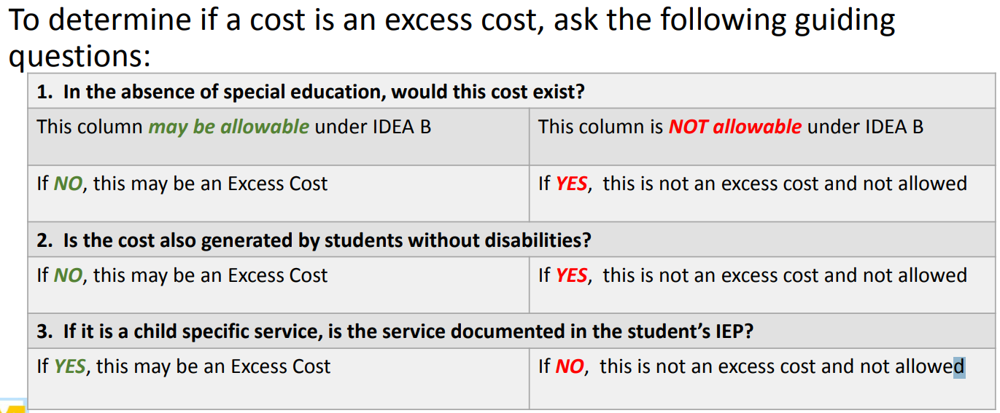 To determine if a cost is an excess cost, ask the following guiding
questions:
1. In the absence of special education, would this cost exist?
This column may be allowable under IDEA B
This column is NOT allowable under IDEA B
If NO, this may be an Excess Cost
If YES, this is not an excess cost and not allowed
2. Is the cost also generated by students without disabilities?
If NO, this may be an Excess Cost
If YES, this is not an excess cost and not allowed
3. If it is a child specific service, is the service documented in the student’s IEP?
If YES, this may be an Excess Cost
If NO, this is not an excess cost and not allowed